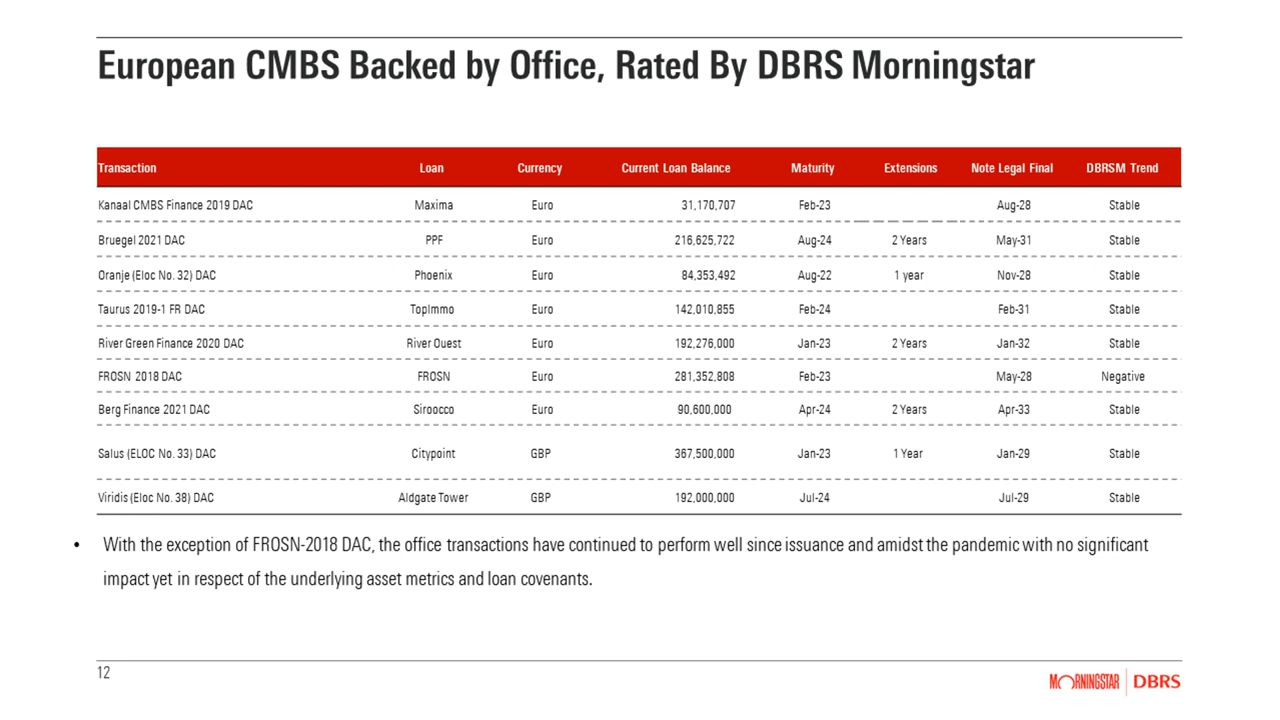 European CMBS Backed by Office, Rated By DBRS Morningstar
Transaction Loan Currency Current Loan Balance Maturity Extensions Note Legal Final DBRSM Trend
Kanaal CMBS Finance 2019 DAC Maxima Euro 31,170,707 Feb-23 Aug-28 Stable
Bruegel 2021 DAC PPF Euro 216,625,722 Aug-24 2 Years May-31 Stable
Oranje (Eloc No. 32) DAC Phoenix Euro 84,353,492 Aug-22 1 year Nov-28 Stable
Taurus 2019-1 FR DAC TopImmo Euro 142,010,855 Feb-24 Feb-31 Stable
River Green Finance 2020 DAC River Ouest Euro 192,276,000 Jan-23 2 Years Jan-32 Stable
FROSN 2018 DAC FROSN Euro 281,352,808 Feb-23 May-28 Negative
Berg Finance 2021 DAC Siroocco Euro 90,600,000 Apr-24 2 Years Apr-33 Stable
Salus (ELOC No. 33) DAC Citypoint GBP 367,500,000 Jan-23 1 Year Jan-29 Stable
Viridis (Eloc No. 38) DAC Aldgate Tower GBP 192,000,000 Jul-24 Jul-29 Stable
• With the exception of FROSN-2018 DAC, the office transactions have continued to perform well since issuance and amidst the pandemic with no significant
impact yet in respect of the underlying asset metrics and loan covenants.
12
MORNINGSTAR DBRS